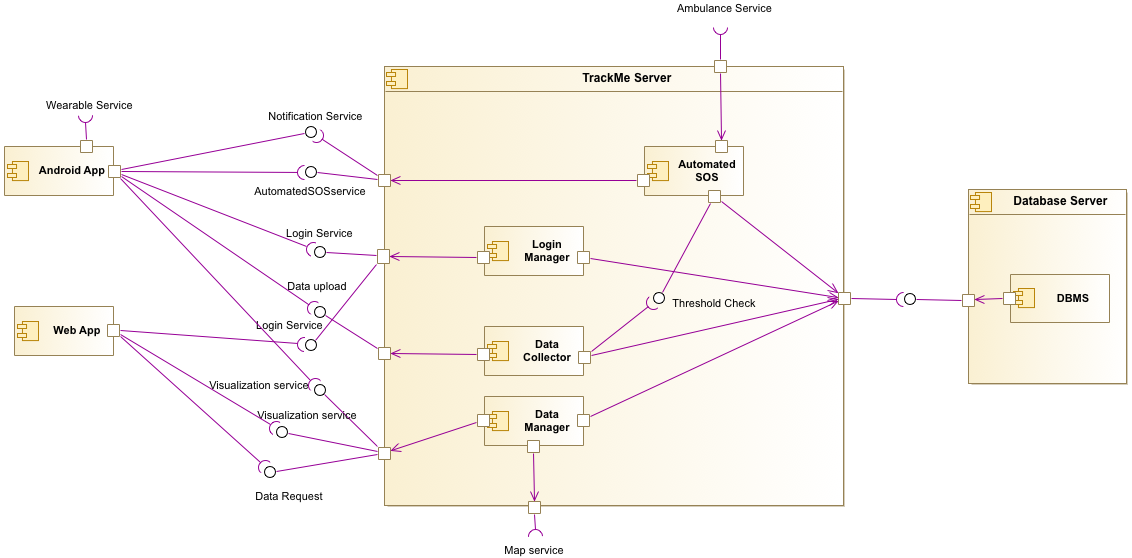 Ambulance Service
TrackMe Server
Wearable Service
Notification Service
Android App
Automated
SOS
AutomatedSOSservice
Database Server
Login Service
Login
Manager
Data upload
DBMS
Threshold Check
Login Service
Web App
Data
Collector
Visualization service
Visualization service
Data
Manager
Data Request
Map service